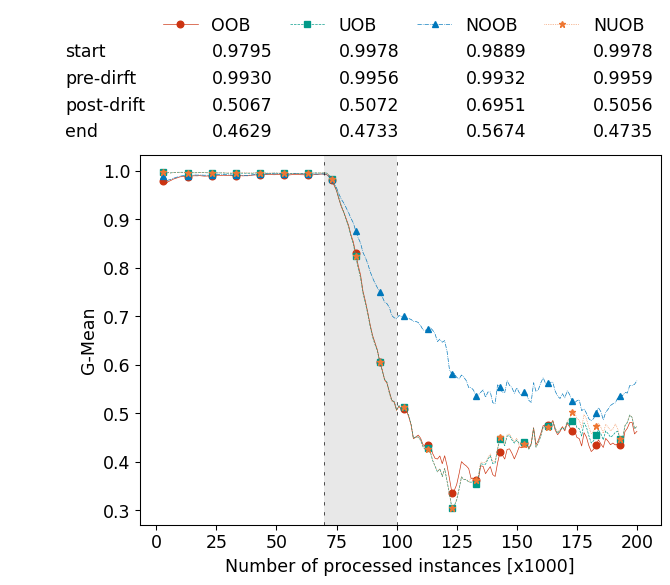 OOB UOB NOOB NUOB
start 0.9795 0.9978 0.9889 0.9978
pre-dirft 0.9930 0.9956 0.9932 0.9959
post-drift 0.5067 0.5072 0.6951 0.5056
end 0.4629 0.4733 0.5674 0.4735
1.0
0.9
0.8
0.7
0.6
0.5
0.4
0.3
G-Mean
0 25 50 75 100 125 150 175 200
Number of processed instances [x1000]